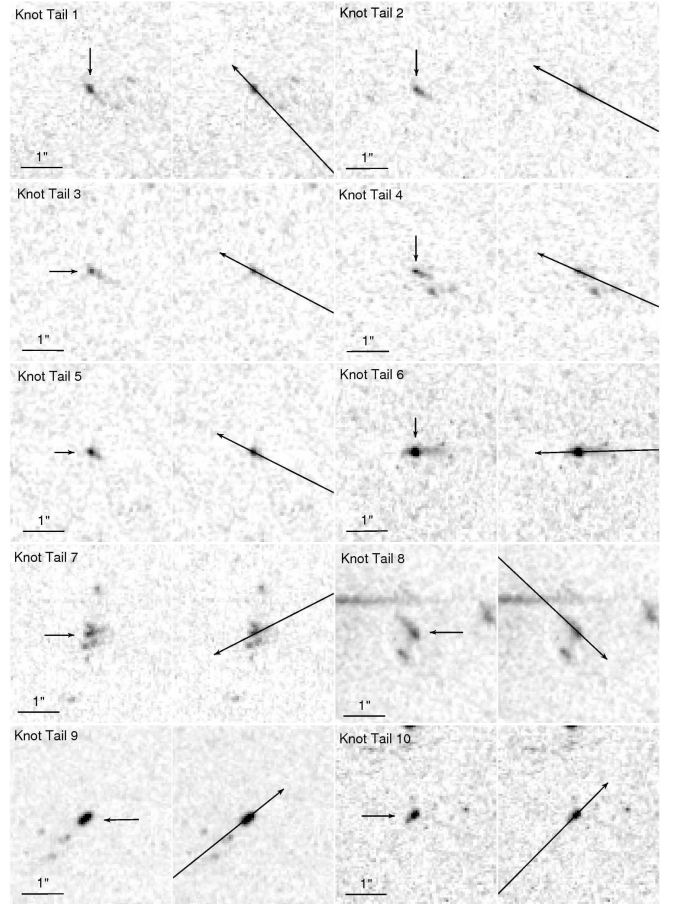 Knot Tail 1
1"
Knot Tail 2
1"
Knot Tail 3
1"
Knot Tail 4
1"
Knot Tail 5
1"
Knot Tail 6
1"
Knot Tail 7
1"
Knot Tail 8
1"
Knot Tail 9
1"
Knot Tail 10
1"